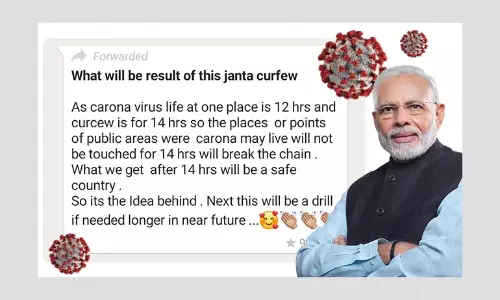 Forwarded
What will be result of this janta curfew
As carona virus life at one place is 12 hrs and
curcew is for 14 hrs so the places or points
of public areas were carona may live will not
be touched for 14 hrs will break the chain .
What we get after 14 hrs will be a safe
country .
So its the Idea behind . Next this will be a drill
if needed longer in near future ...🥰👏👏👏